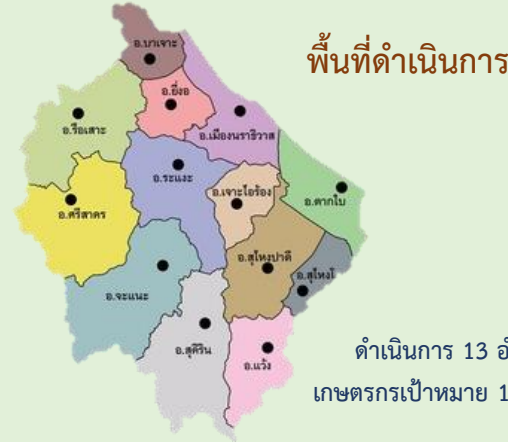 พื้นที่ดำเนินการ
อ.บาเจาะ
อ.ยี่งอ
อ.รือเสาะ
อ.เมืองนราธิวาส
อ.ระแงะ
อ.เจาะไอร้อง
อ.ตากใบ
อ.ศรีสาคร
อ.สุไหงปาดี
อ.สุไหงโ
อ.จะแนะ
อ.สุคิริน
อ.แว้ง
ดำเนินการ 13 อ้
เกษตรกรเป้าหมาย 1